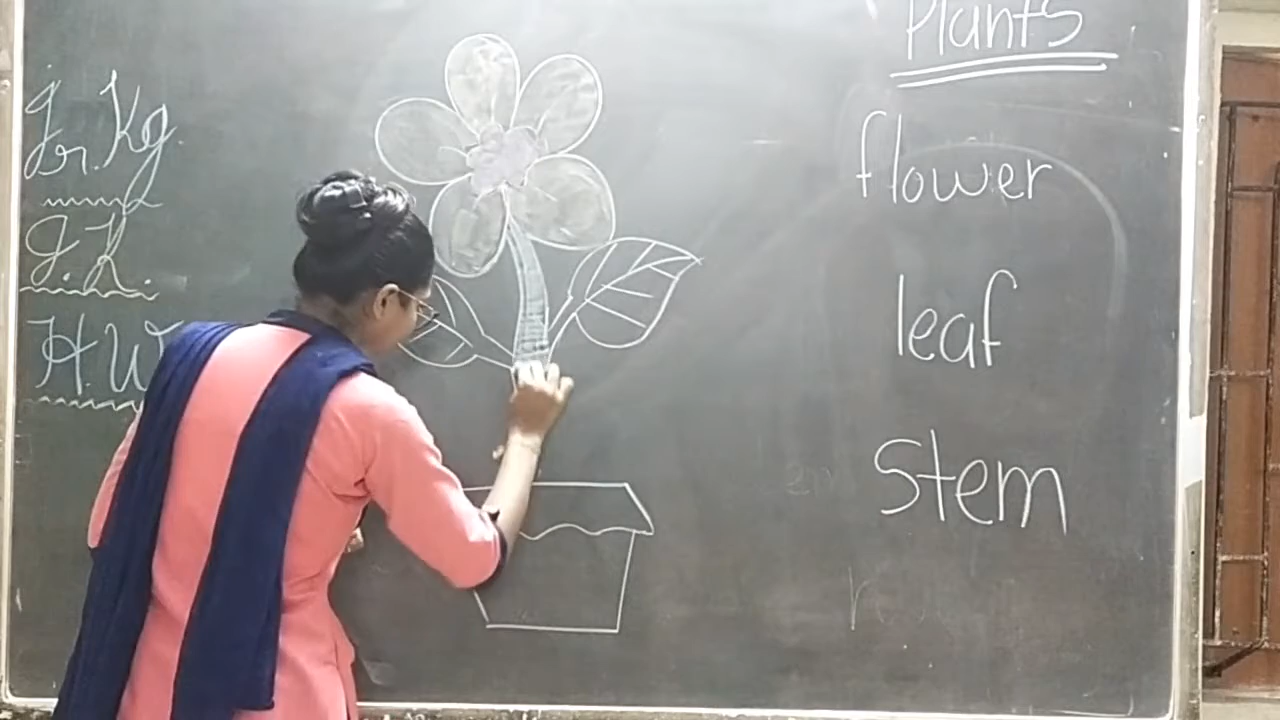 Jr. Kg.
G.K.
H.W
Plants
flower
leaf
stem